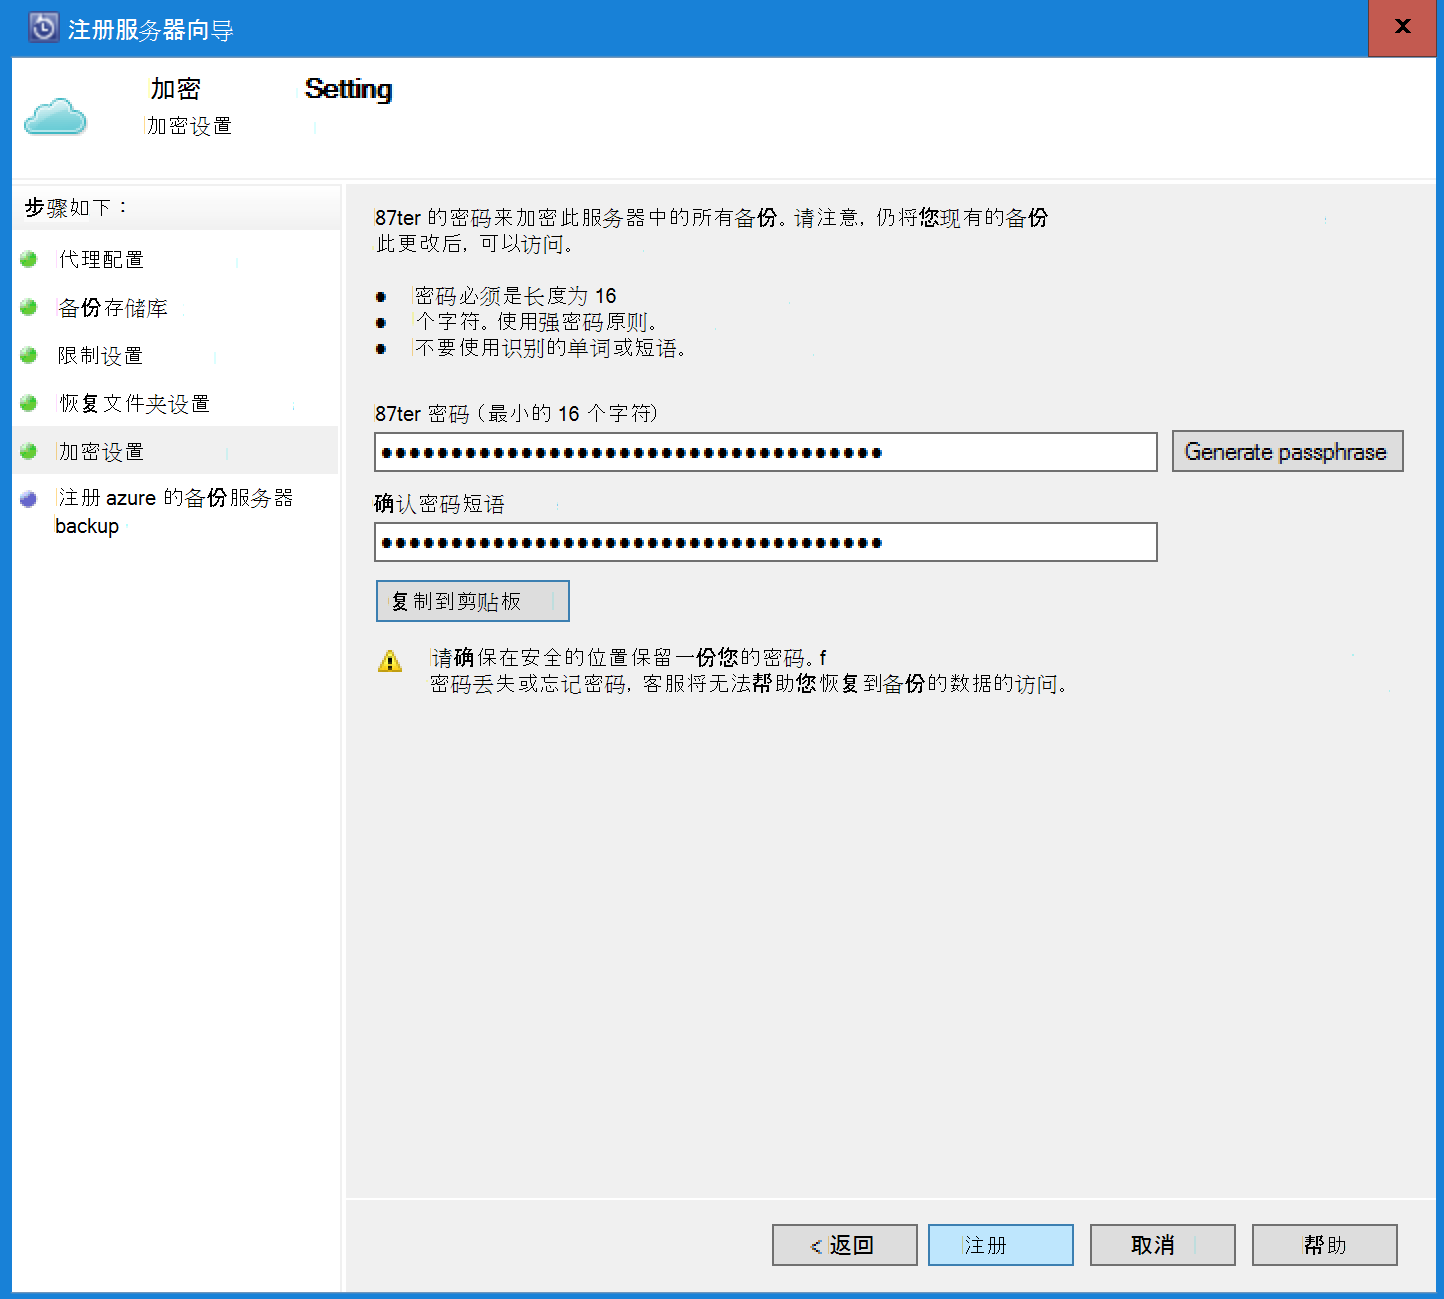 注册服务器向导
x
加密 Setting
加密设置
步骤如下：
代理配置
备份存储库
限制设置
恢复文件夹设置
加密设置
注册 azure 的备份服务器
backup
87ter 的密码来加密此服务器中的所有备份。请注意, 仍将您现有的备份
此更改后, 可以访问。
密码必须是长度为 16
个字符。使用强密码原则。
不要使用识别的单词或短语。
87ter 密码 (最小的 16 个字符)
Generate passphrase
确认密码短语
复制到剪贴板
请确保在安全的位置保留一份您的密码。f
密码丢失或忘记密码, 客服将无法帮助您恢复到备份的数据的访问。
< 返回
注册
取消
帮助